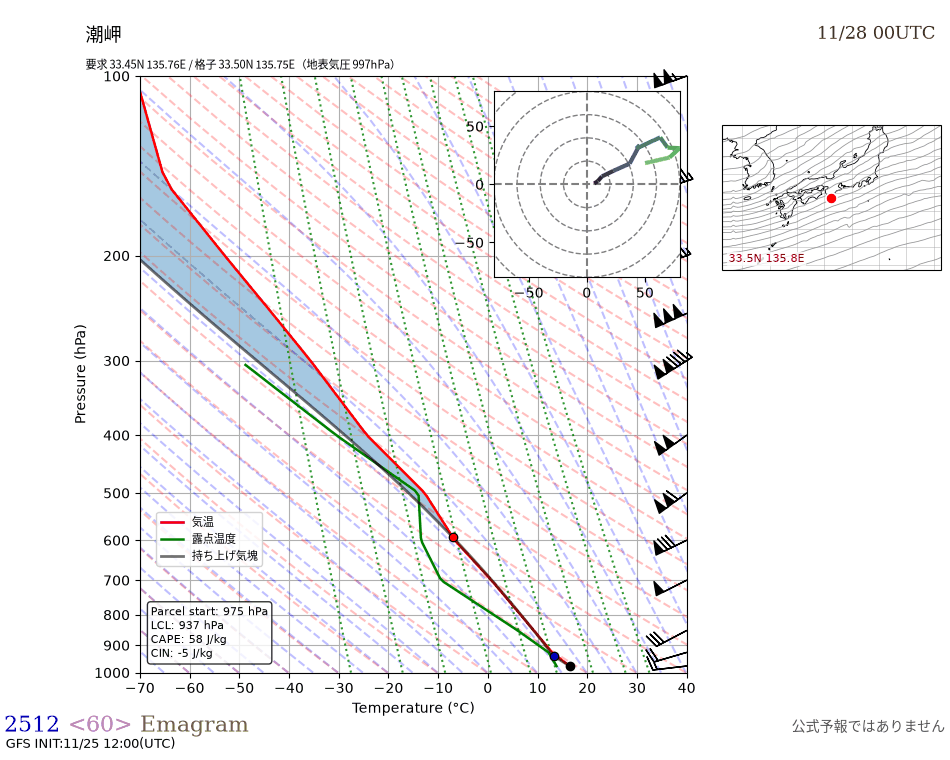 潮岬
11/28 00UTC
要求 33.45N 135.76E / 格子 33.50N 135.75E（地表気圧 997hPa）
100
200
300
400
500
600
700
800
900
1000
Pressure (hPa)
50
0
−50
−50
0
50
33.5N 135.8E
気温
露点温度
持ち上げ気塊
Parcel start: 975 hPa
LCL: 937 hPa
CAPE: 58 J/kg
CIN: -5 J/kg
−70
−60
−50
−40
−30
−20
−10
0
10
20
30
40
Temperature (°C)
2512 <60> Emagram
公式予報ではありません
GFS INIT:11/25 12:00(UTC)